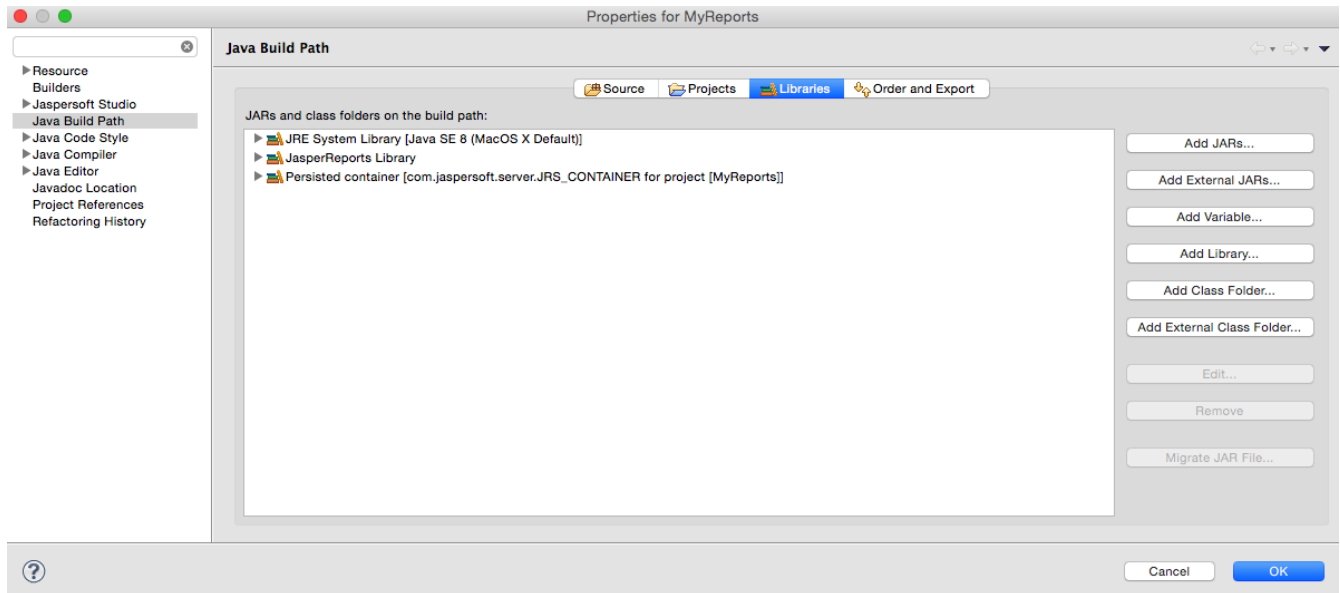 Properties for MyReports
Java Build Path
Resource
Builders
Jaspersoft Studio
Java Build Path
Java Code Style
Java Compiler
Java Editor
Javadoc Location
Project References
Refactoring History
Source Projects Libraries Order and Export
JARs and class folders on the build path:
JRE System Library [Java SE 8 (MacOS X Default)]
JasperReports Library
Persisted container [com.jaspersoft.server.JRS_CONTAINER for project [MyReports]]
Add JARs...
Add External JARs...
Add Variable...
Add Library...
Add Class Folder...
Add External Class Folder...
Edit...
Remove
Migrate JAR File...
?
Cancel OK